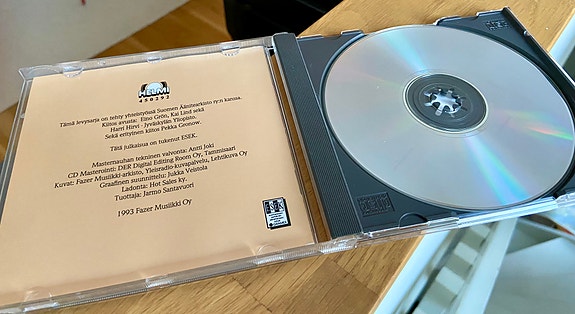 HELMI
450292
Tämä levysarja on tehty yhteistyössä Suomen Äänitearkisto ry:n kanssa.
Kiitos avusta: Eino Grön, Kai Lind sekä
Harri Hirvi - Jyväskylän Yliopisto.
Sekä erityinen kiitos Pekka Gronow.
Tätä julkaisua on tukenut ESEK.
Masternauhan tekninen valvonta: Antti Joki
CD Masterointi: DER Digital Editing Room Oy, Tammisaari
Kuvat: Fazer Musiikki-arkisto, Yleisradio-kuvapalvelu, Lehtikuva Oy
Graafinen suunnittelu: Jukka Veistola
Ladonta: Hot Sales ky.
Tuottaja: Jarmo Santavuori
1993 Fazer Musiikki Oy